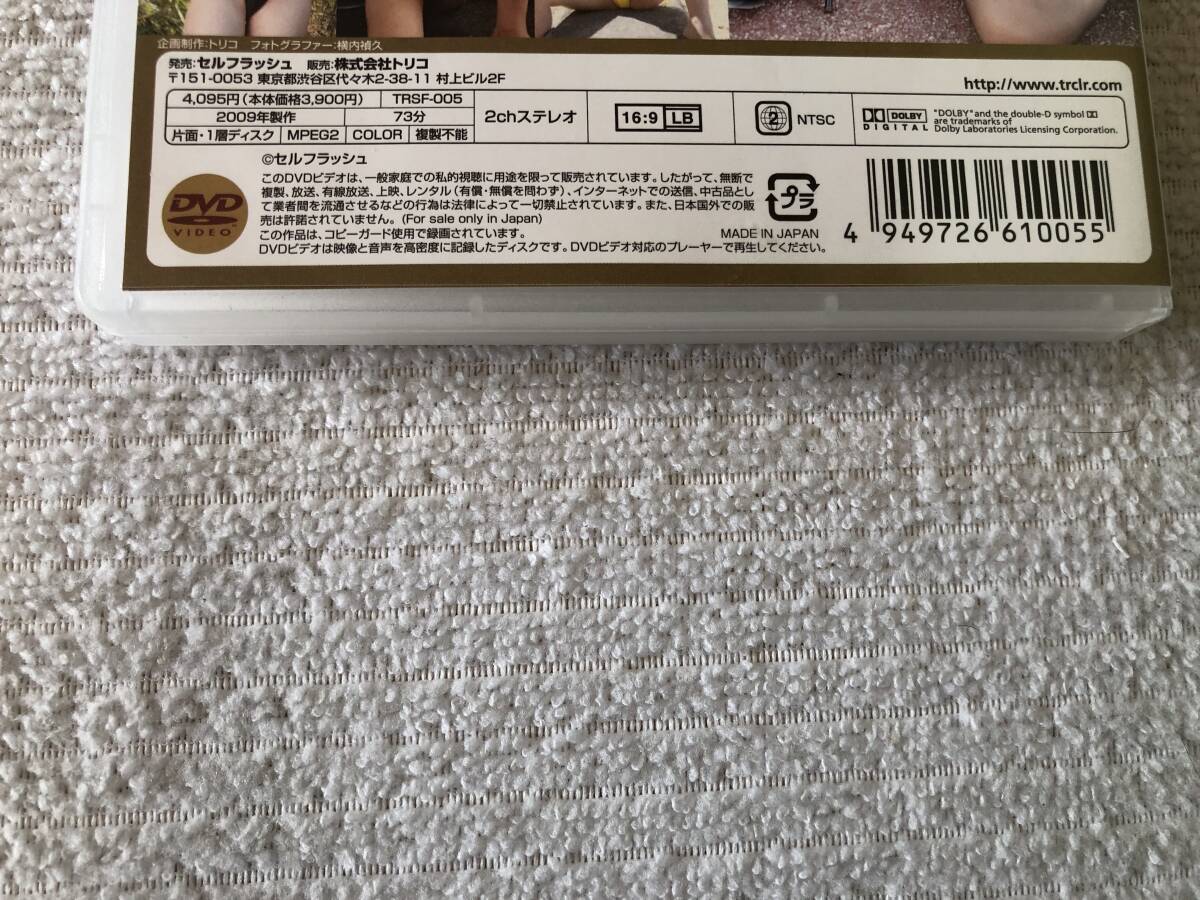 企画制作:トリコ フォトグラファー:横内禎久
発売:セルフラッシュ 販売:株式会社トリコ
〒151-0053 東京都渋谷区代々木2-38-11 村上ビル2F
http://www.trclr.com
4,095円(本体価格3,900円) TRSF-005
2009年製作 73分
片面・1層ディスク MPEG2 COLOR 複製不能
2chステレオ
16:9 LB
2 NTSC
DOLBY
DIGITAL
"DOLBY" and the double-D symbol
are trademarks of
Dolby Laboratories Licensing Corporation.
©セルフラッシュ
このDVDビデオは、一般家庭での私的視聴に用途を限って販売されています。したがって、無断で
複製、放送、有線放送、上映、レンタル(有償・無償を問わず)、インターネットでの送信、中古品とし
て業者間を流通させるなどの行為は法律によって一切禁止されています。また、日本国外での販
売は許諾されていません。(For sale only in Japan)
この作品は、コピーガード使用で録画されています。
DVDビデオは映像と音声を高密度に記録したディスクです。DVDビデオ対応のプレーヤーで再生してください。
DVD
VIDEO
プラ
MADE IN JAPAN
4 949726 610055